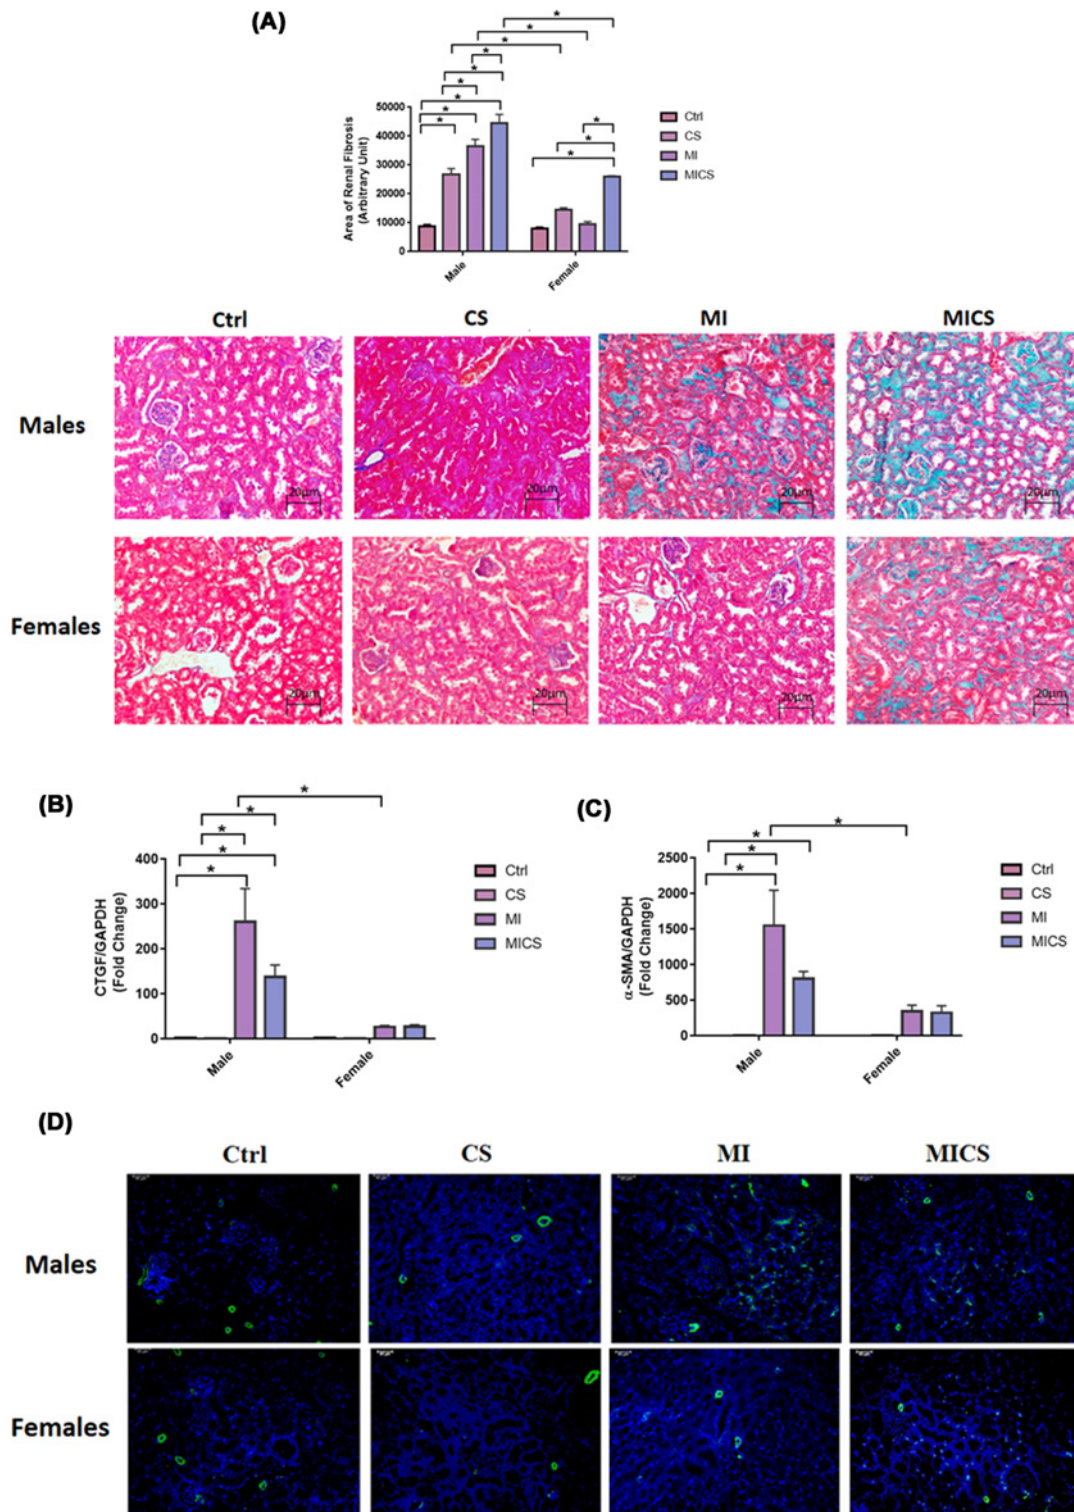 (A)
* * * * * * * * *
* * *
Area of Renal Fibrosis
(Arbitrary Unit)
50000
40000
30000
20000
10000
0
Male
Female
Ctrl
CS
MI
MICS
Ctrl CS MI MICS
Males
20μm 20μm 20μm 20μm
Females
20μm 20μm 20μm 20μm
(B)
* * * * *
CTGF/GAPDH
(Fold Change)
400
300
200
100
0
Male
Female
Ctrl
CS
MI
MICS
(C)
* * * *
α-SMA/GAPDH
(Fold Change)
2500
2000
1500
1000
500
0
Male
Female
Ctrl
CS
MI
MICS
(D)
Ctrl CS MI MICS
Males
Females